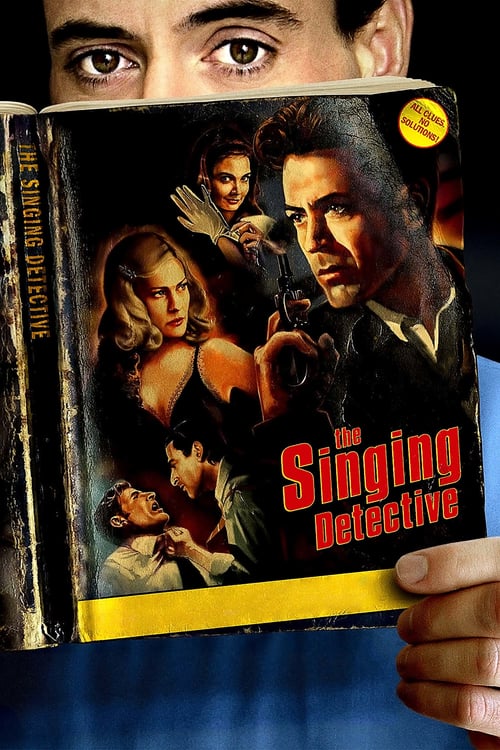 THE SINGING DETECTIVE
ALL CLUES.
NO
SOLUTIONS!
the
Singing
Detective